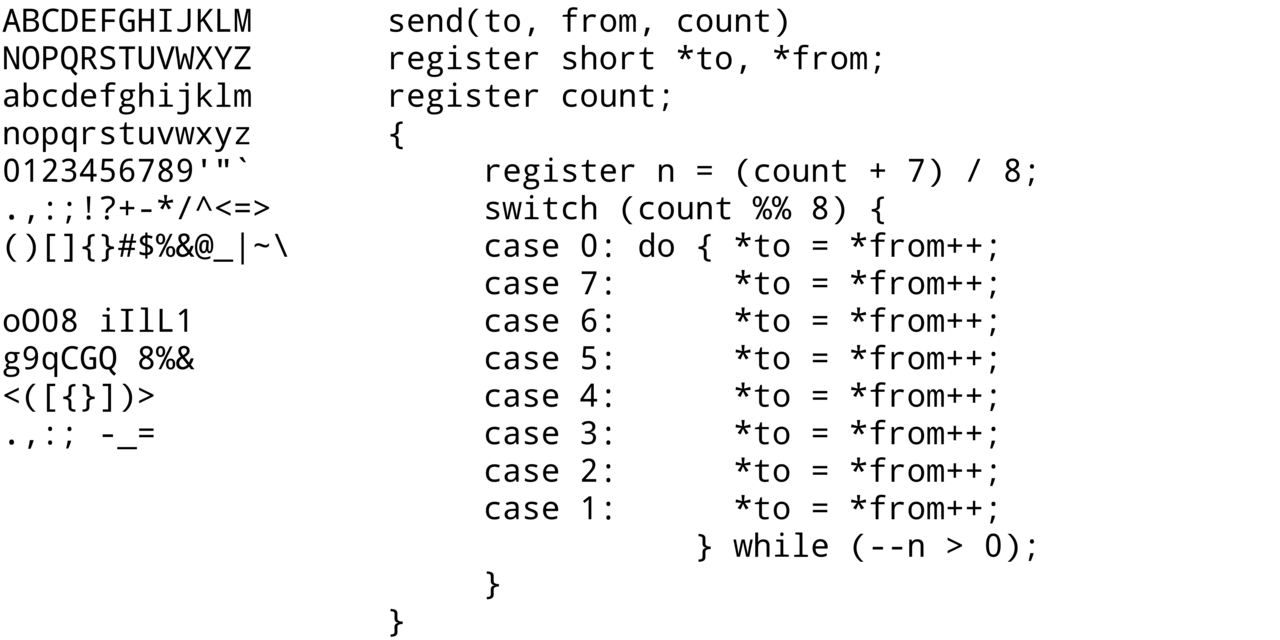 ABCDEFGHIJKLM
NOPQRSTUVWXYZ
abcdefghijklm
nopqrstuvwxyz
0123456789'"`
.,:;!?+-*/^<=>
()[]{}#$%&@_|~\
oO08 iIlL1
g9qCGQ 8%&
<([{}])>
.,:; -_=
send(to, from, count)
register short *to, *from;
register count;
{
     register n = (count + 7) / 8;
     switch (count %% 8) {
     case 0: do { *to = *from++;
     case 7:      *to = *from++;
     case 6:      *to = *from++;
     case 5:      *to = *from++;
     case 4:      *to = *from++;
     case 3:      *to = *from++;
     case 2:      *to = *from++;
     case 1:      *to = *from++;
                } while (--n > 0);
     }
}